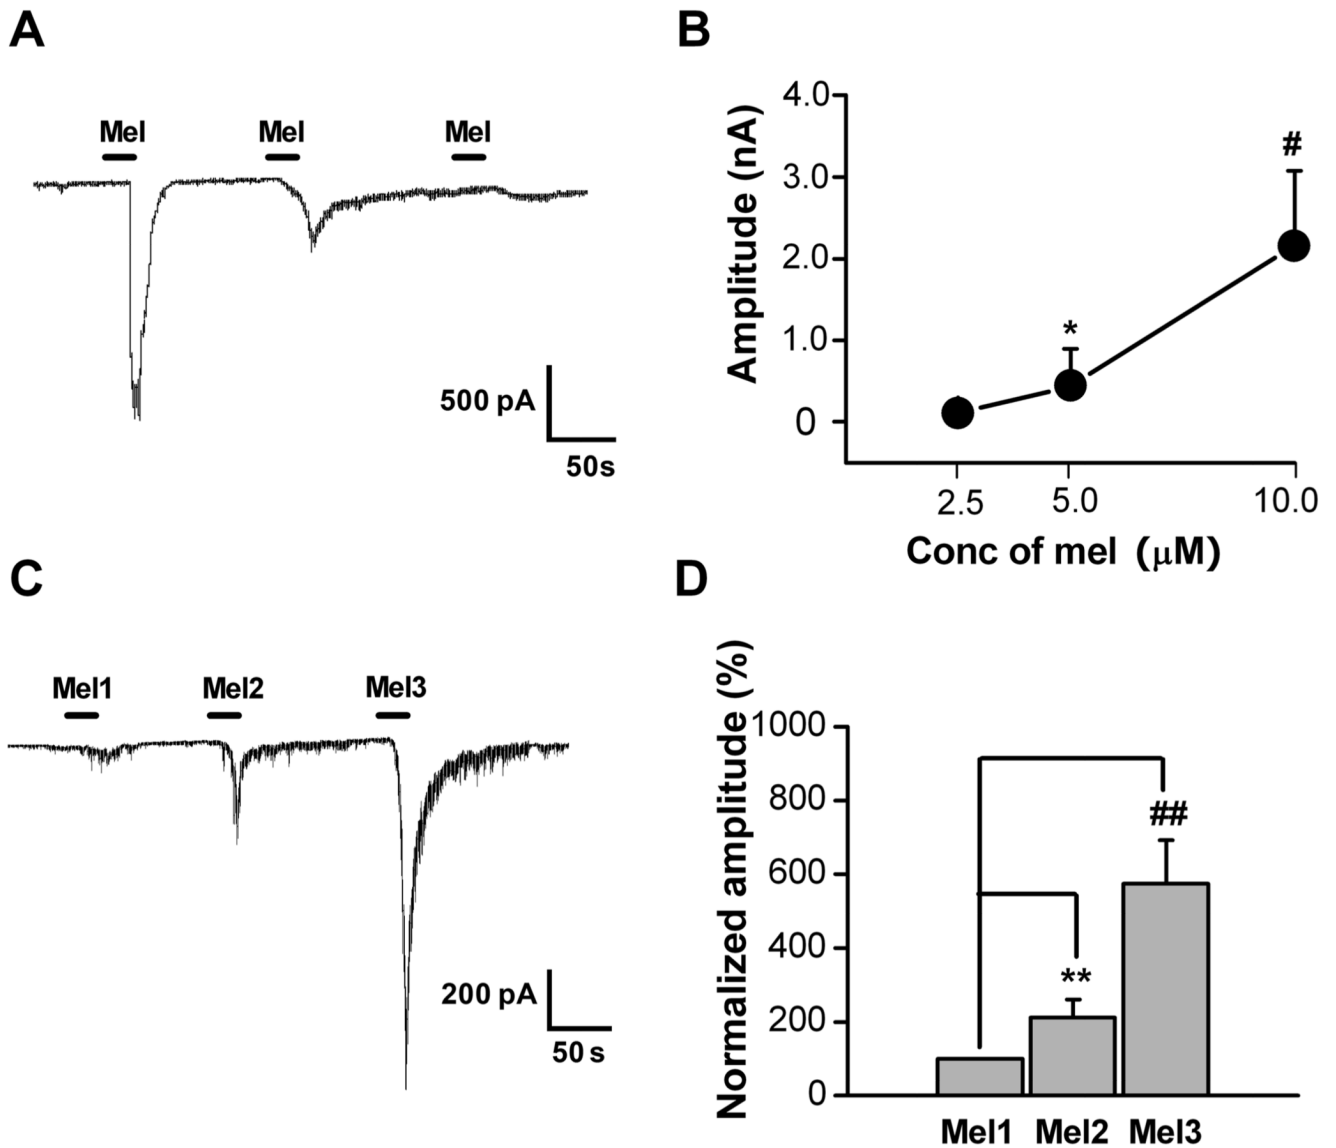 A
Mel Mel Mel
500 pA
50s
B
Amplitude (nA)
4.0
3.0
2.0
1.0
0
#
*
2.5 5.0 10.0
Conc of mel (μM)
C
Mel1 Mel2 Mel3
200 pA
50 s
D
Normalized amplitude (%)
1000
800
600
400
200
0
##
**
Mel1 Mel2 Mel3